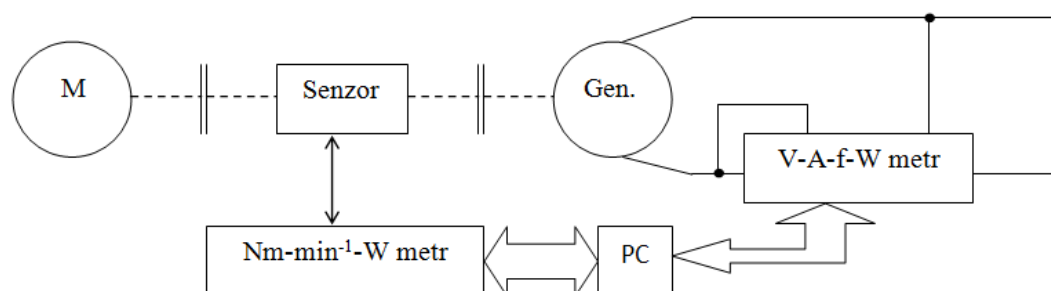 M
Senzor
Gen.
V-A-f-W metr
Nm-min⁻¹-W metr
PC